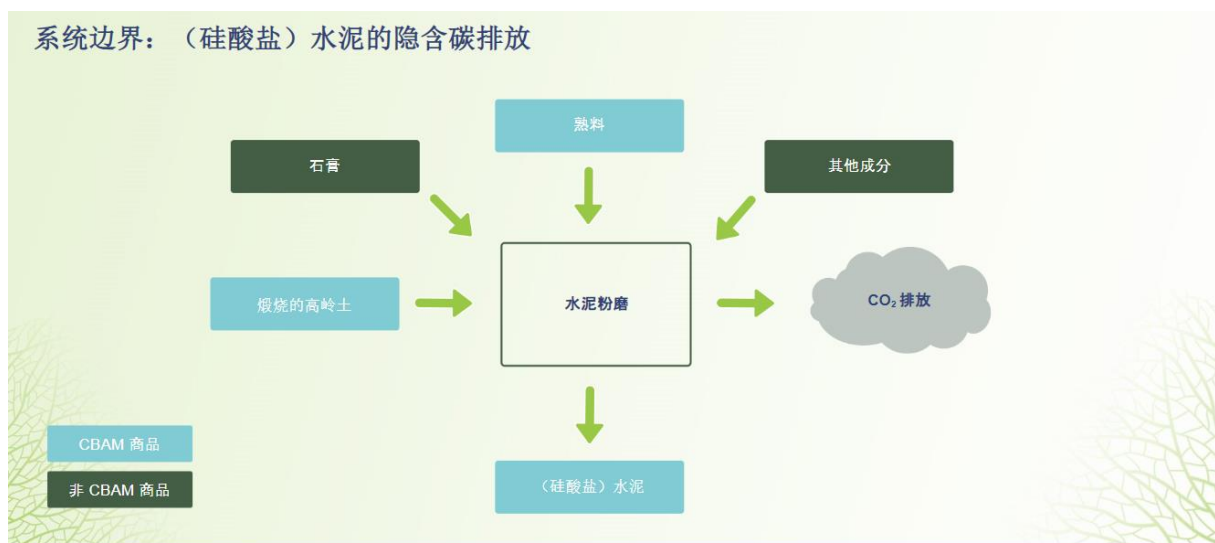 系统边界：（硅酸盐）水泥的隐含碳排放
熟料
石膏
其他成分
煅烧的高岭土
水泥粉磨
CO₂ 排放
CBAM 商品
非 CBAM 商品
（硅酸盐）水泥